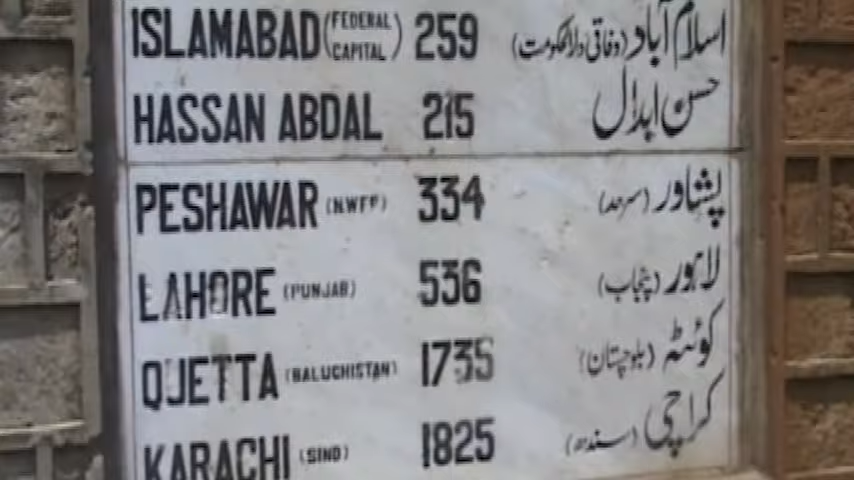 ISLAMABAD (FEDERAL CAPITAL) 259 اسلام آباد (وفاقی دارالحکومت)
HASSAN ABDAL 215 حسن ابدال
PESHAWAR (NWFP) 334 پشاور (سرحد)
LAHORE (PUNJAB) 536 لاہور (پنجاب)
QUETTA (BALUCHISTAN) 1735 کوئٹہ (بلوچستان)
KARACHI (SIND) 1825 کراچی (سندھ)